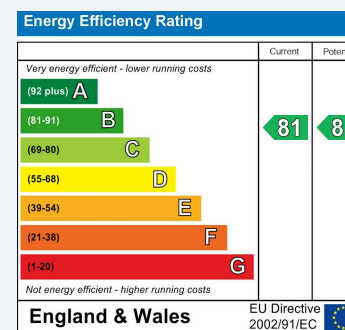 Energy Efficiency Rating
Current
Very energy efficient - lower running costs
(92 plus) A
(81-91) B
81
(69-80) C
(55-68) D
(39-54) E
(21-38) F
(1-20) G
Not energy efficient - higher running costs
England & Wales
EU Directive
2002/91/EC